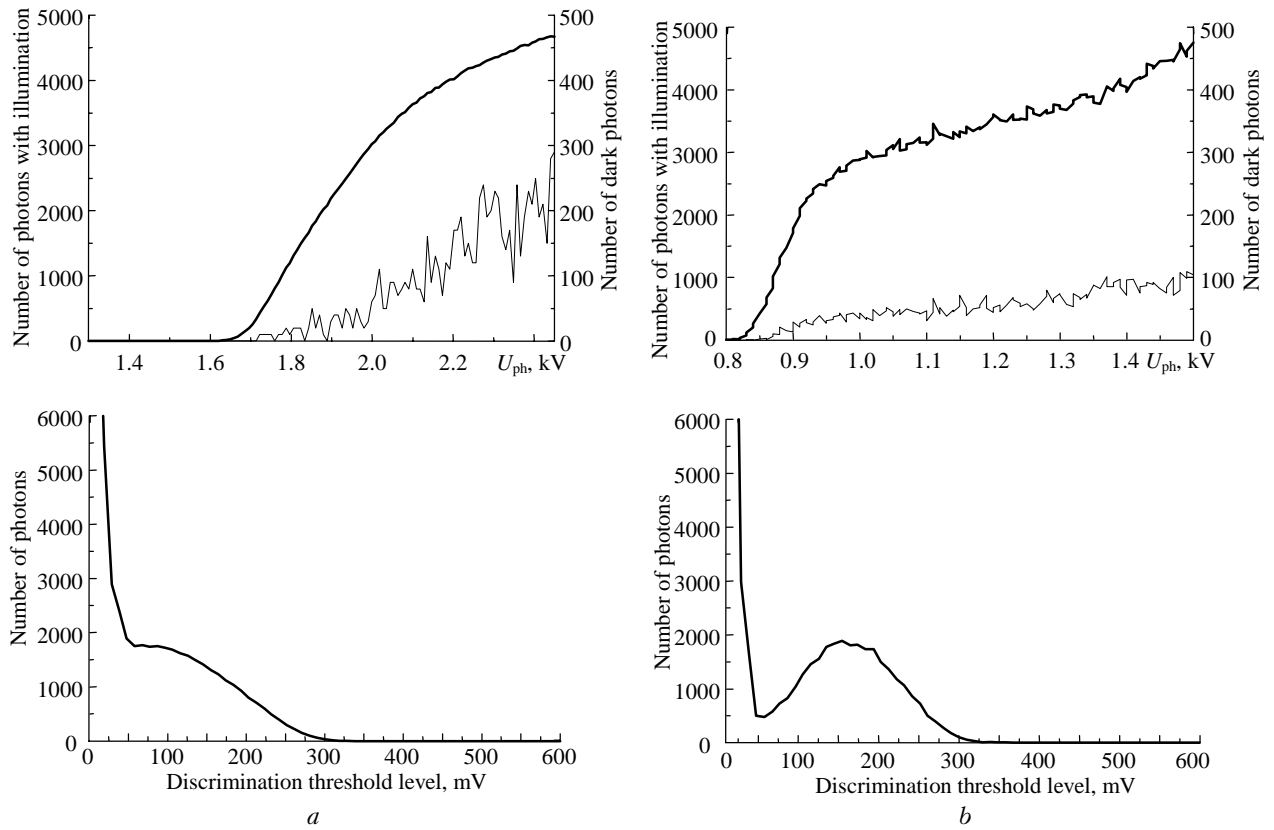 Number of photons with illumination
5000
4000
3000
2000
1000
0
500
400
300
200
100
0
Number of dark photons
1.4 1.6 1.8 2.0 2.2 U_ph, kV
Number of photons with illumination
5000
4000
3000
2000
1000
0
500
400
300
200
100
0
Number of dark photons
0.8 0.9 1.0 1.1 1.2 1.3 1.4 U_ph, kV
Number of photons
6000
5000
4000
3000
2000
1000
0
0 100 200 300 400 500 600
Discrimination threshold level, mV
a
Number of photons
6000
5000
4000
3000
2000
1000
0
0 100 200 300 400 500 600
Discrimination threshold level, mV
b